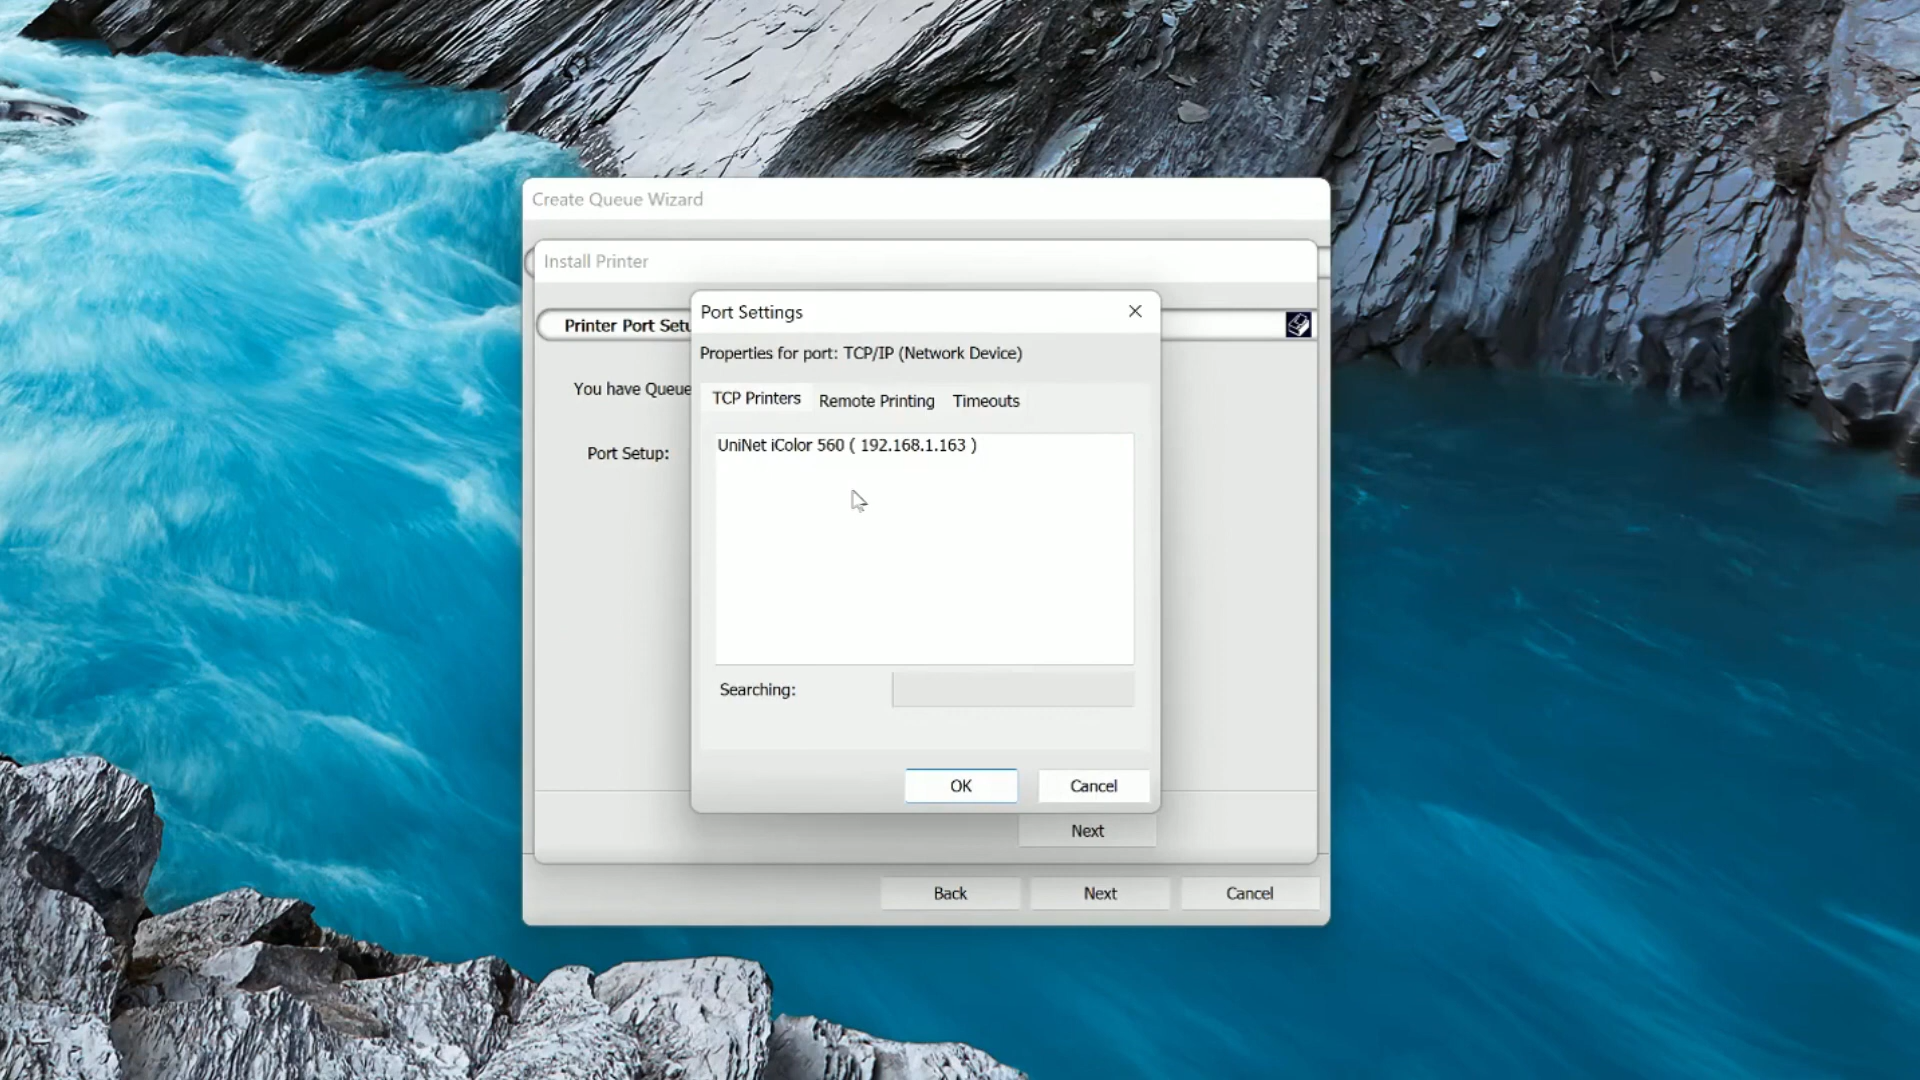 Create Queue Wizard
Install Printer
Printer Port Setu
You have Queue
Port Setup:
Port Settings
Properties for port: TCP/IP (Network Device)
TCP Printers Remote Printing Timeouts
UniNet iColor 560 ( 192.168.1.163 )
Searching:
OK Cancel
Next
Back Next Cancel